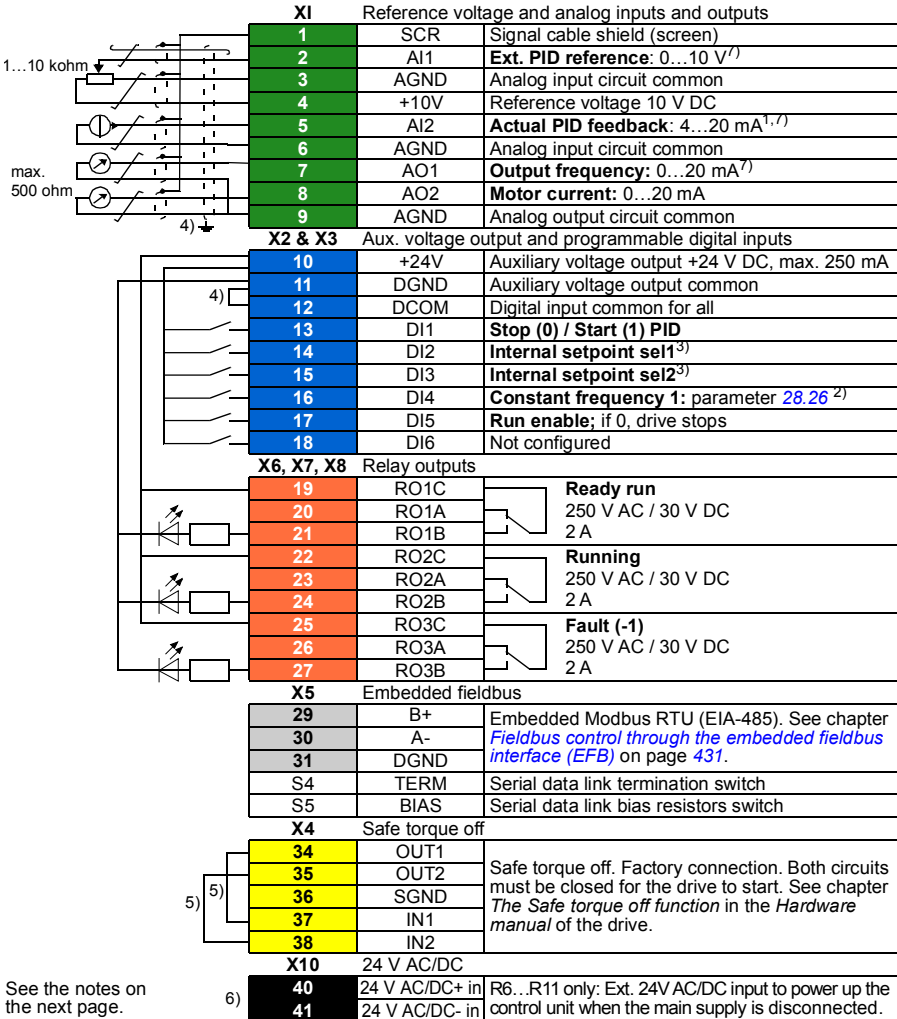 XI Reference voltage and analog inputs and outputs
1 SCR Signal cable shield (screen)
2 AI1 Ext. PID reference: 0…10 V7)
1…10 kohm
3 AGND Analog input circuit common
4 +10V Reference voltage 10 V DC
5 AI2 Actual PID feedback: 4…20 mA1,7)
6 AGND Analog input circuit common
max.
500 ohm
7 AO1 Output frequency: 0…20 mA7)
8 AO2 Motor current: 0…20 mA
9 AGND Analog output circuit common
4)
X2 & X3 Aux. voltage output and programmable digital inputs
10 +24V Auxiliary voltage output +24 V DC, max. 250 mA
11 DGND Auxiliary voltage output common
4)
12 DCOM Digital input common for all
13 DI1 Stop (0) / Start (1) PID
14 DI2 Internal setpoint sel13)
15 DI3 Internal setpoint sel23)
16 DI4 Constant frequency 1: parameter 28.26 2)
17 DI5 Run enable; if 0, drive stops
18 DI6 Not configured
X6, X7, X8 Relay outputs
19 RO1C Ready run
20 RO1A 250 V AC / 30 V DC
21 RO1B 2 A
22 RO2C Running
23 RO2A 250 V AC / 30 V DC
24 RO2B 2 A
25 RO3C Fault (-1)
26 RO3A 250 V AC / 30 V DC
27 RO3B 2 A
X5 Embedded fieldbus
29 B+
30 A-
31 DGND
Embedded Modbus RTU (EIA-485). See chapter
Fieldbus control through the embedded fieldbus
interface (EFB) on page 431.
S4 TERM Serial data link termination switch
S5 BIAS Serial data link bias resistors switch
X4 Safe torque off
34 OUT1
35 OUT2
36 SGND
37 IN1
38 IN2
5)
5)
Safe torque off. Factory connection. Both circuits
must be closed for the drive to start. See chapter
The Safe torque off function in the Hardware
manual of the drive.
X10 24 V AC/DC
40 24 V AC/DC+ in
41 24 V AC/DC- in
R6…R11 only: Ext. 24V AC/DC input to power up the
control unit when the main supply is disconnected.
6)
See the notes on
the next page.